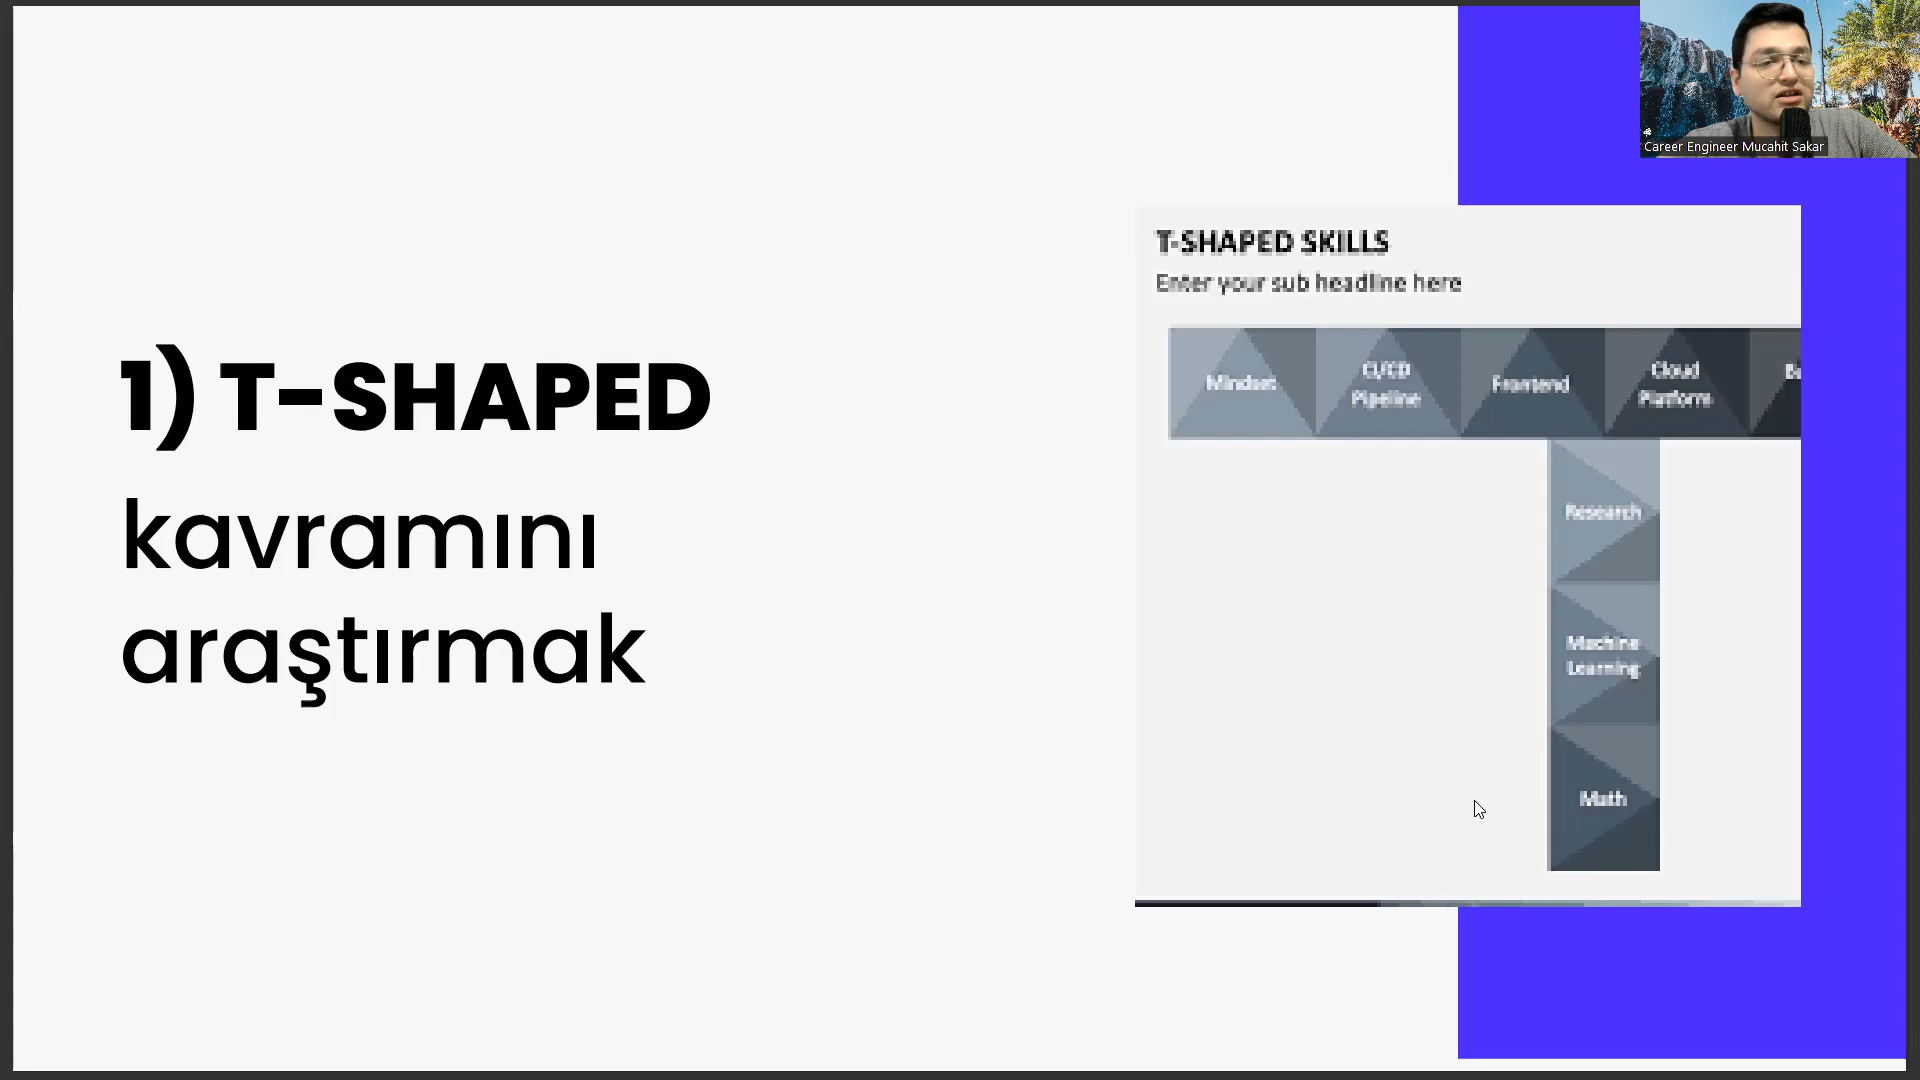 Career Engineer Mucahit Sakar
1) T-SHAPED
kavramını
araştırmak
T-SHAPED SKILLS
Enter your sub headline here
Mindset
CI/CD
Pipeline
Frontend
Cloud
Platform
Research
Machine
Learning
Math